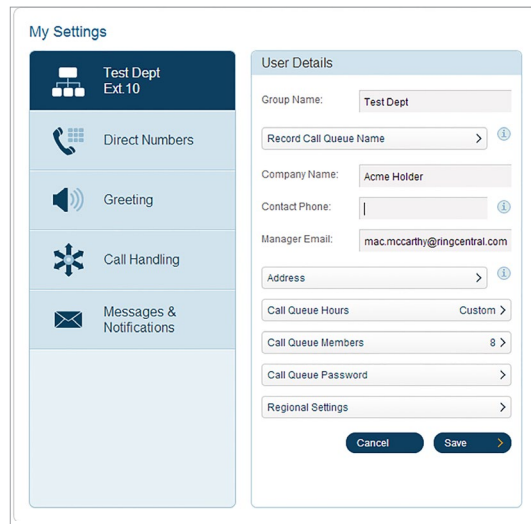 My Settings
Test Dept
Ext.10
Direct Numbers
Greeting
Call Handling
Messages &
Notifications
User Details
Group Name: Test Dept
Record Call Queue Name
Company Name: Acme Holder
Contact Phone:
Manager Email: mac.mccarthy@ringcentral.com
Address
Call Queue Hours Custom
Call Queue Members 8
Call Queue Password
Regional Settings
Cancel Save